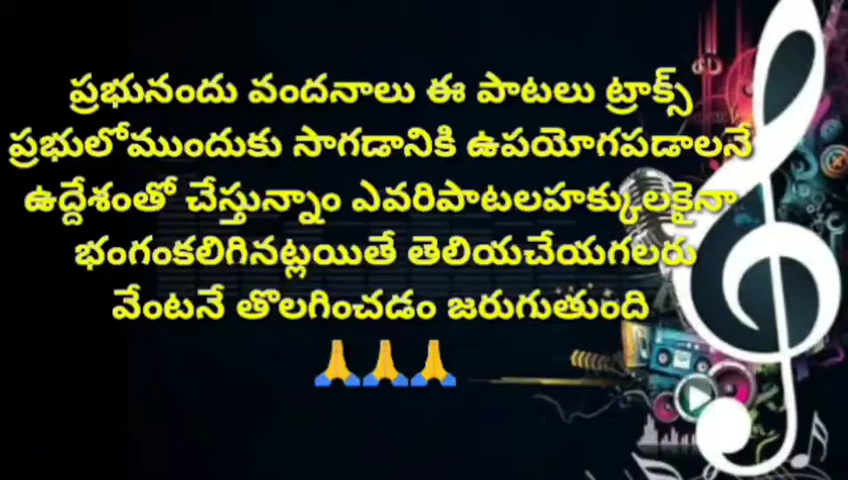 ప్రభునందు వందనాలు ఈ పాటలు ట్రాక్స్
ప్రభులోముందుకు సాగడానికి ఉపయోగపడాలనే
ఉద్దేశంతో చేస్తున్నాం ఎవరిపాటలహక్కులకైనా
భంగంకలిగినట్లయితే తెలియచేయగలరు
వేంటనే తొలగించడం జరుగుతుంది
🙏🙏🙏